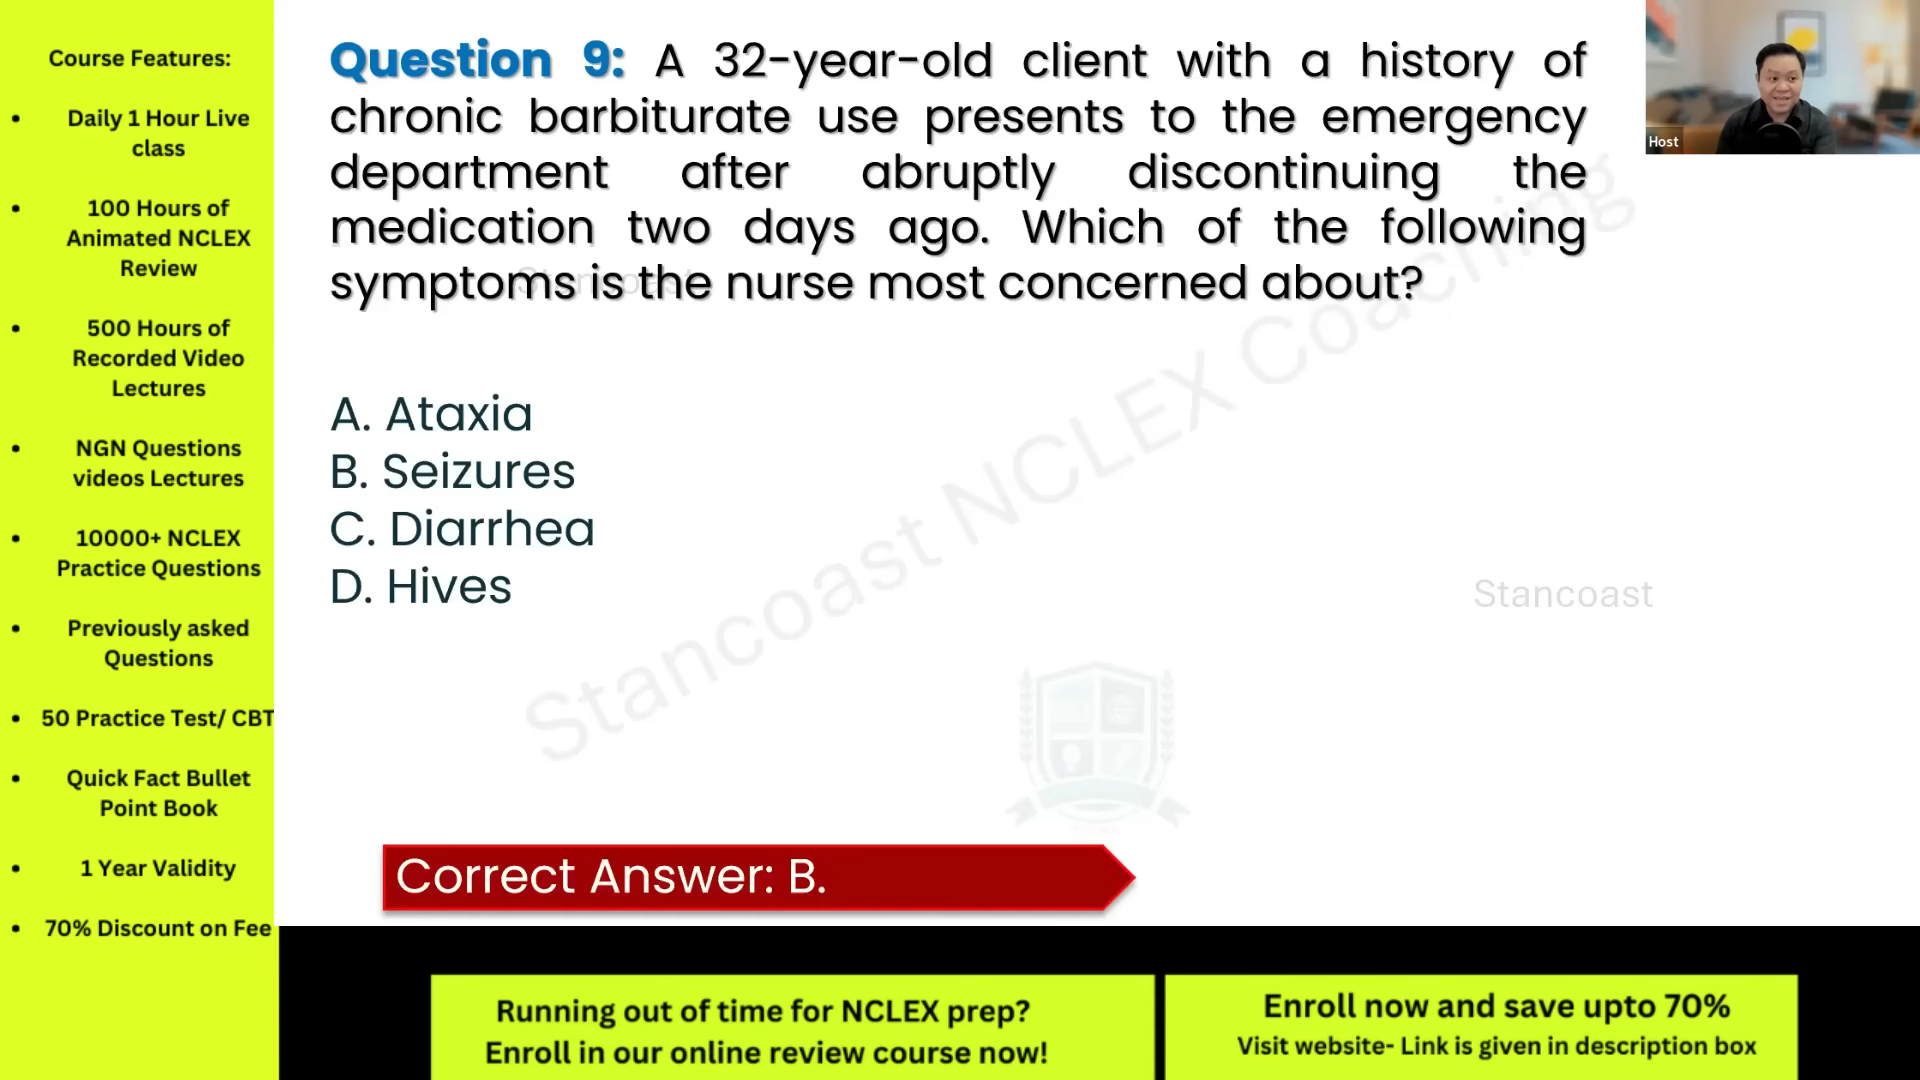 Course Features:
• Daily 1 Hour Live
class
• 100 Hours of
Animated NCLEX
Review
• 500 Hours of
Recorded Video
Lectures
• NGN Questions
videos Lectures
• 10000+ NCLEX
Practice Questions
• Previously asked
Questions
• 50 Practice Test/ CBT
• Quick Fact Bullet
Point Book
• 1 Year Validity
• 70% Discount on Fee
Question 9: A 32-year-old client with a history of
chronic barbiturate use presents to the emergency
department after abruptly discontinuing the
medication two days ago. Which of the following
symptoms is the nurse most concerned about?
A. Ataxia
B. Seizures
C. Diarrhea
D. Hives
Correct Answer: B.
Host
Stancoast NCLEX Coaching
Stancoast
Stancoast
Running out of time for NCLEX prep?
Enroll in our online review course now!
Enroll now and save upto 70%
Visit website- Link is given in description box